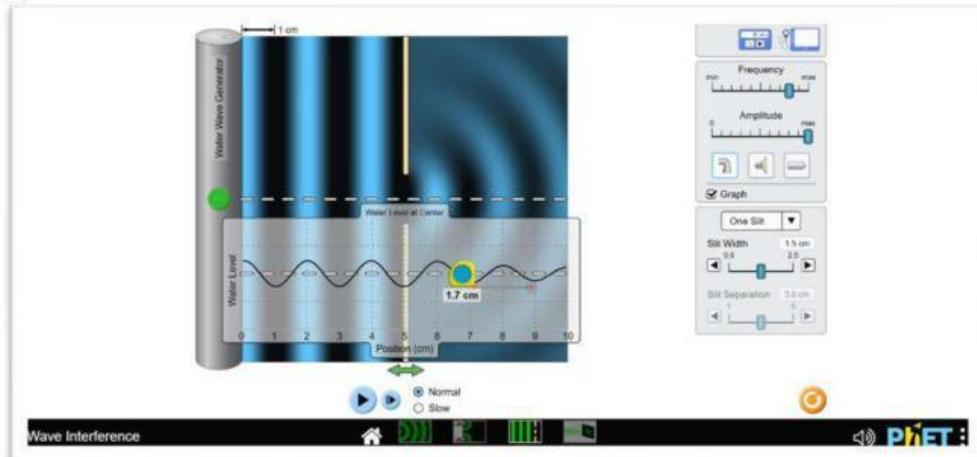 1 cm
Water Wave Generator
Frequency
min max
Amplitude
0 max
Graph
One Slit
Slit Width 1.5 cm
0.5 2.5
Slit Separation 3.0 cm
Water Level at Center
Water Level
1.7 cm
0 1 2 3 4 5 6 7 8 9 10
Position (cm)
Normal
Slow
Wave Interference
PhET